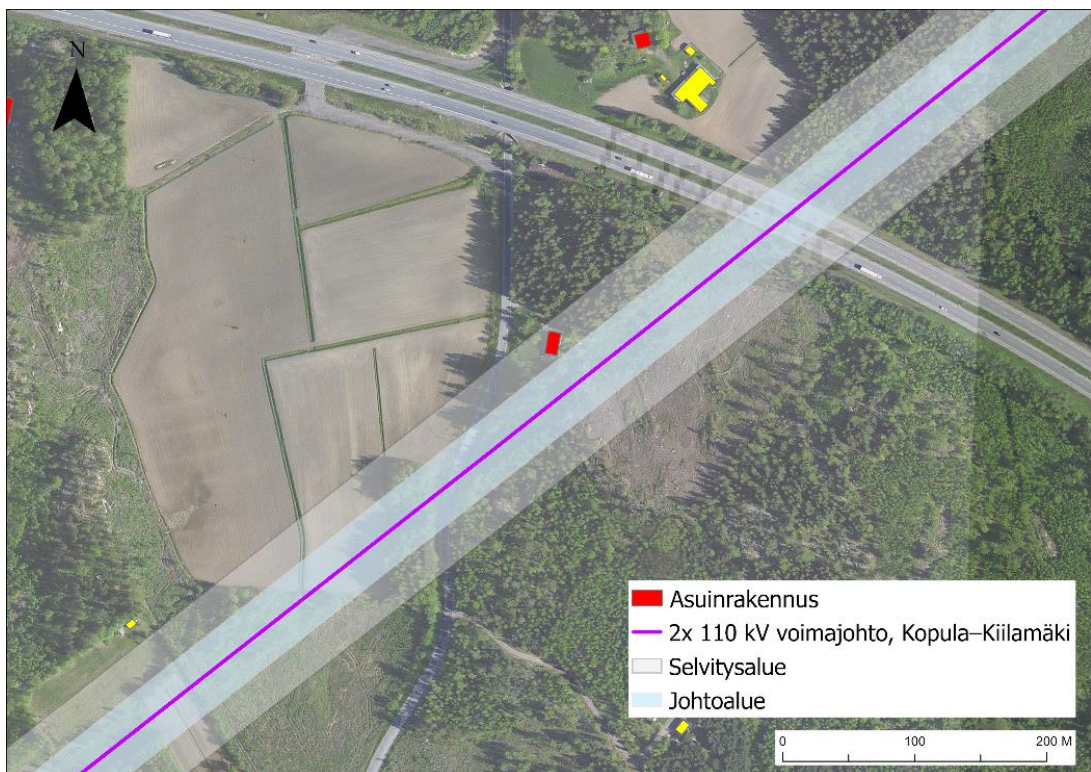 N
Asuinrakennus
2x 110 kV voimajohto, Kopula–Kiilamäki
Selvitysalue
Johtoalue
0 100 200 M